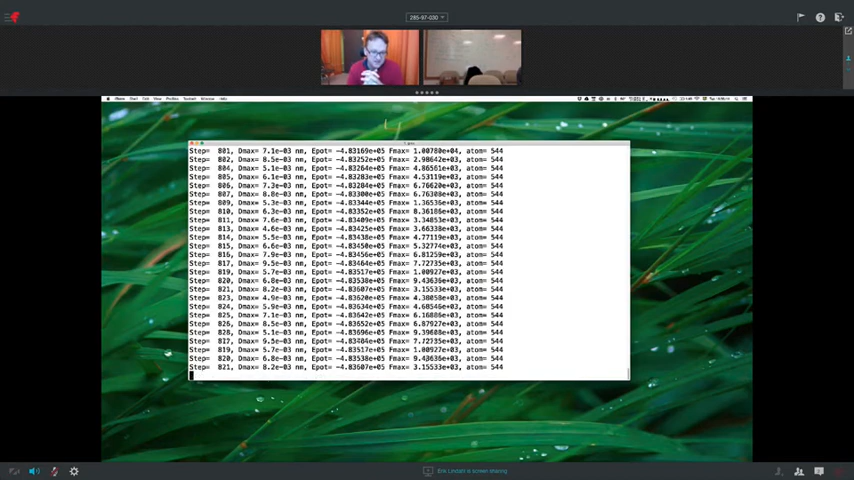 285-97-030
Step=  801, Dmax= 7.1e-03 nm, Epot= -4.83169e+05 Fmax= 1.00780e+04, atom= 544
Step=  802, Dmax= 8.5e-03 nm, Epot= -4.83252e+05 Fmax= 2.98642e+03, atom= 544
Step=  804, Dmax= 5.1e-03 nm, Epot= -4.83264e+05 Fmax= 4.86561e+03, atom= 544
Step=  805, Dmax= 6.1e-03 nm, Epot= -4.83283e+05 Fmax= 4.53119e+03, atom= 544
Step=  806, Dmax= 7.3e-03 nm, Epot= -4.83284e+05 Fmax= 6.76620e+03, atom= 544
Step=  807, Dmax= 8.8e-03 nm, Epot= -4.83300e+05 Fmax= 6.76308e+03, atom= 544
Step=  809, Dmax= 5.3e-03 nm, Epot= -4.83344e+05 Fmax= 1.36536e+03, atom= 544
Step=  810, Dmax= 6.3e-03 nm, Epot= -4.83352e+05 Fmax= 8.36186e+03, atom= 544
Step=  811, Dmax= 7.6e-03 nm, Epot= -4.83409e+05 Fmax= 3.34853e+03, atom= 544
Step=  813, Dmax= 4.6e-03 nm, Epot= -4.83425e+05 Fmax= 3.66338e+03, atom= 544
Step=  814, Dmax= 5.5e-03 nm, Epot= -4.83438e+05 Fmax= 4.77119e+03, atom= 544
Step=  815, Dmax= 6.6e-03 nm, Epot= -4.83450e+05 Fmax= 5.32774e+03, atom= 544
Step=  816, Dmax= 7.9e-03 nm, Epot= -4.83456e+05 Fmax= 6.81259e+03, atom= 544
Step=  817, Dmax= 9.5e-03 nm, Epot= -4.83464e+05 Fmax= 7.72735e+03, atom= 544
Step=  819, Dmax= 5.7e-03 nm, Epot= -4.83517e+05 Fmax= 1.00927e+03, atom= 544
Step=  820, Dmax= 6.8e-03 nm, Epot= -4.83538e+05 Fmax= 9.43636e+03, atom= 544
Step=  821, Dmax= 8.2e-03 nm, Epot= -4.83607e+05 Fmax= 3.15533e+03, atom= 544
Step=  823, Dmax= 4.9e-03 nm, Epot= -4.83620e+05 Fmax= 4.38058e+03, atom= 544
Step=  824, Dmax= 5.9e-03 nm, Epot= -4.83634e+05 Fmax= 4.68546e+03, atom= 544
Step=  825, Dmax= 7.1e-03 nm, Epot= -4.83642e+05 Fmax= 6.16886e+03, atom= 544
Step=  826, Dmax= 8.5e-03 nm, Epot= -4.83652e+05 Fmax= 6.87927e+03, atom= 544
Step=  828, Dmax= 5.1e-03 nm, Epot= -4.83696e+05 Fmax= 9.39608e+03, atom= 544
Step=  817, Dmax= 9.5e-03 nm, Epot= -4.83464e+05 Fmax= 7.72735e+03, atom= 544
Step=  819, Dmax= 5.7e-03 nm, Epot= -4.83517e+05 Fmax= 1.00927e+03, atom= 544
Step=  820, Dmax= 6.8e-03 nm, Epot= -4.83538e+05 Fmax= 9.43636e+03, atom= 544
Step=  821, Dmax= 8.2e-03 nm, Epot= -4.83607e+05 Fmax= 3.15533e+03, atom= 544
Erik Lindahl is screen sharing